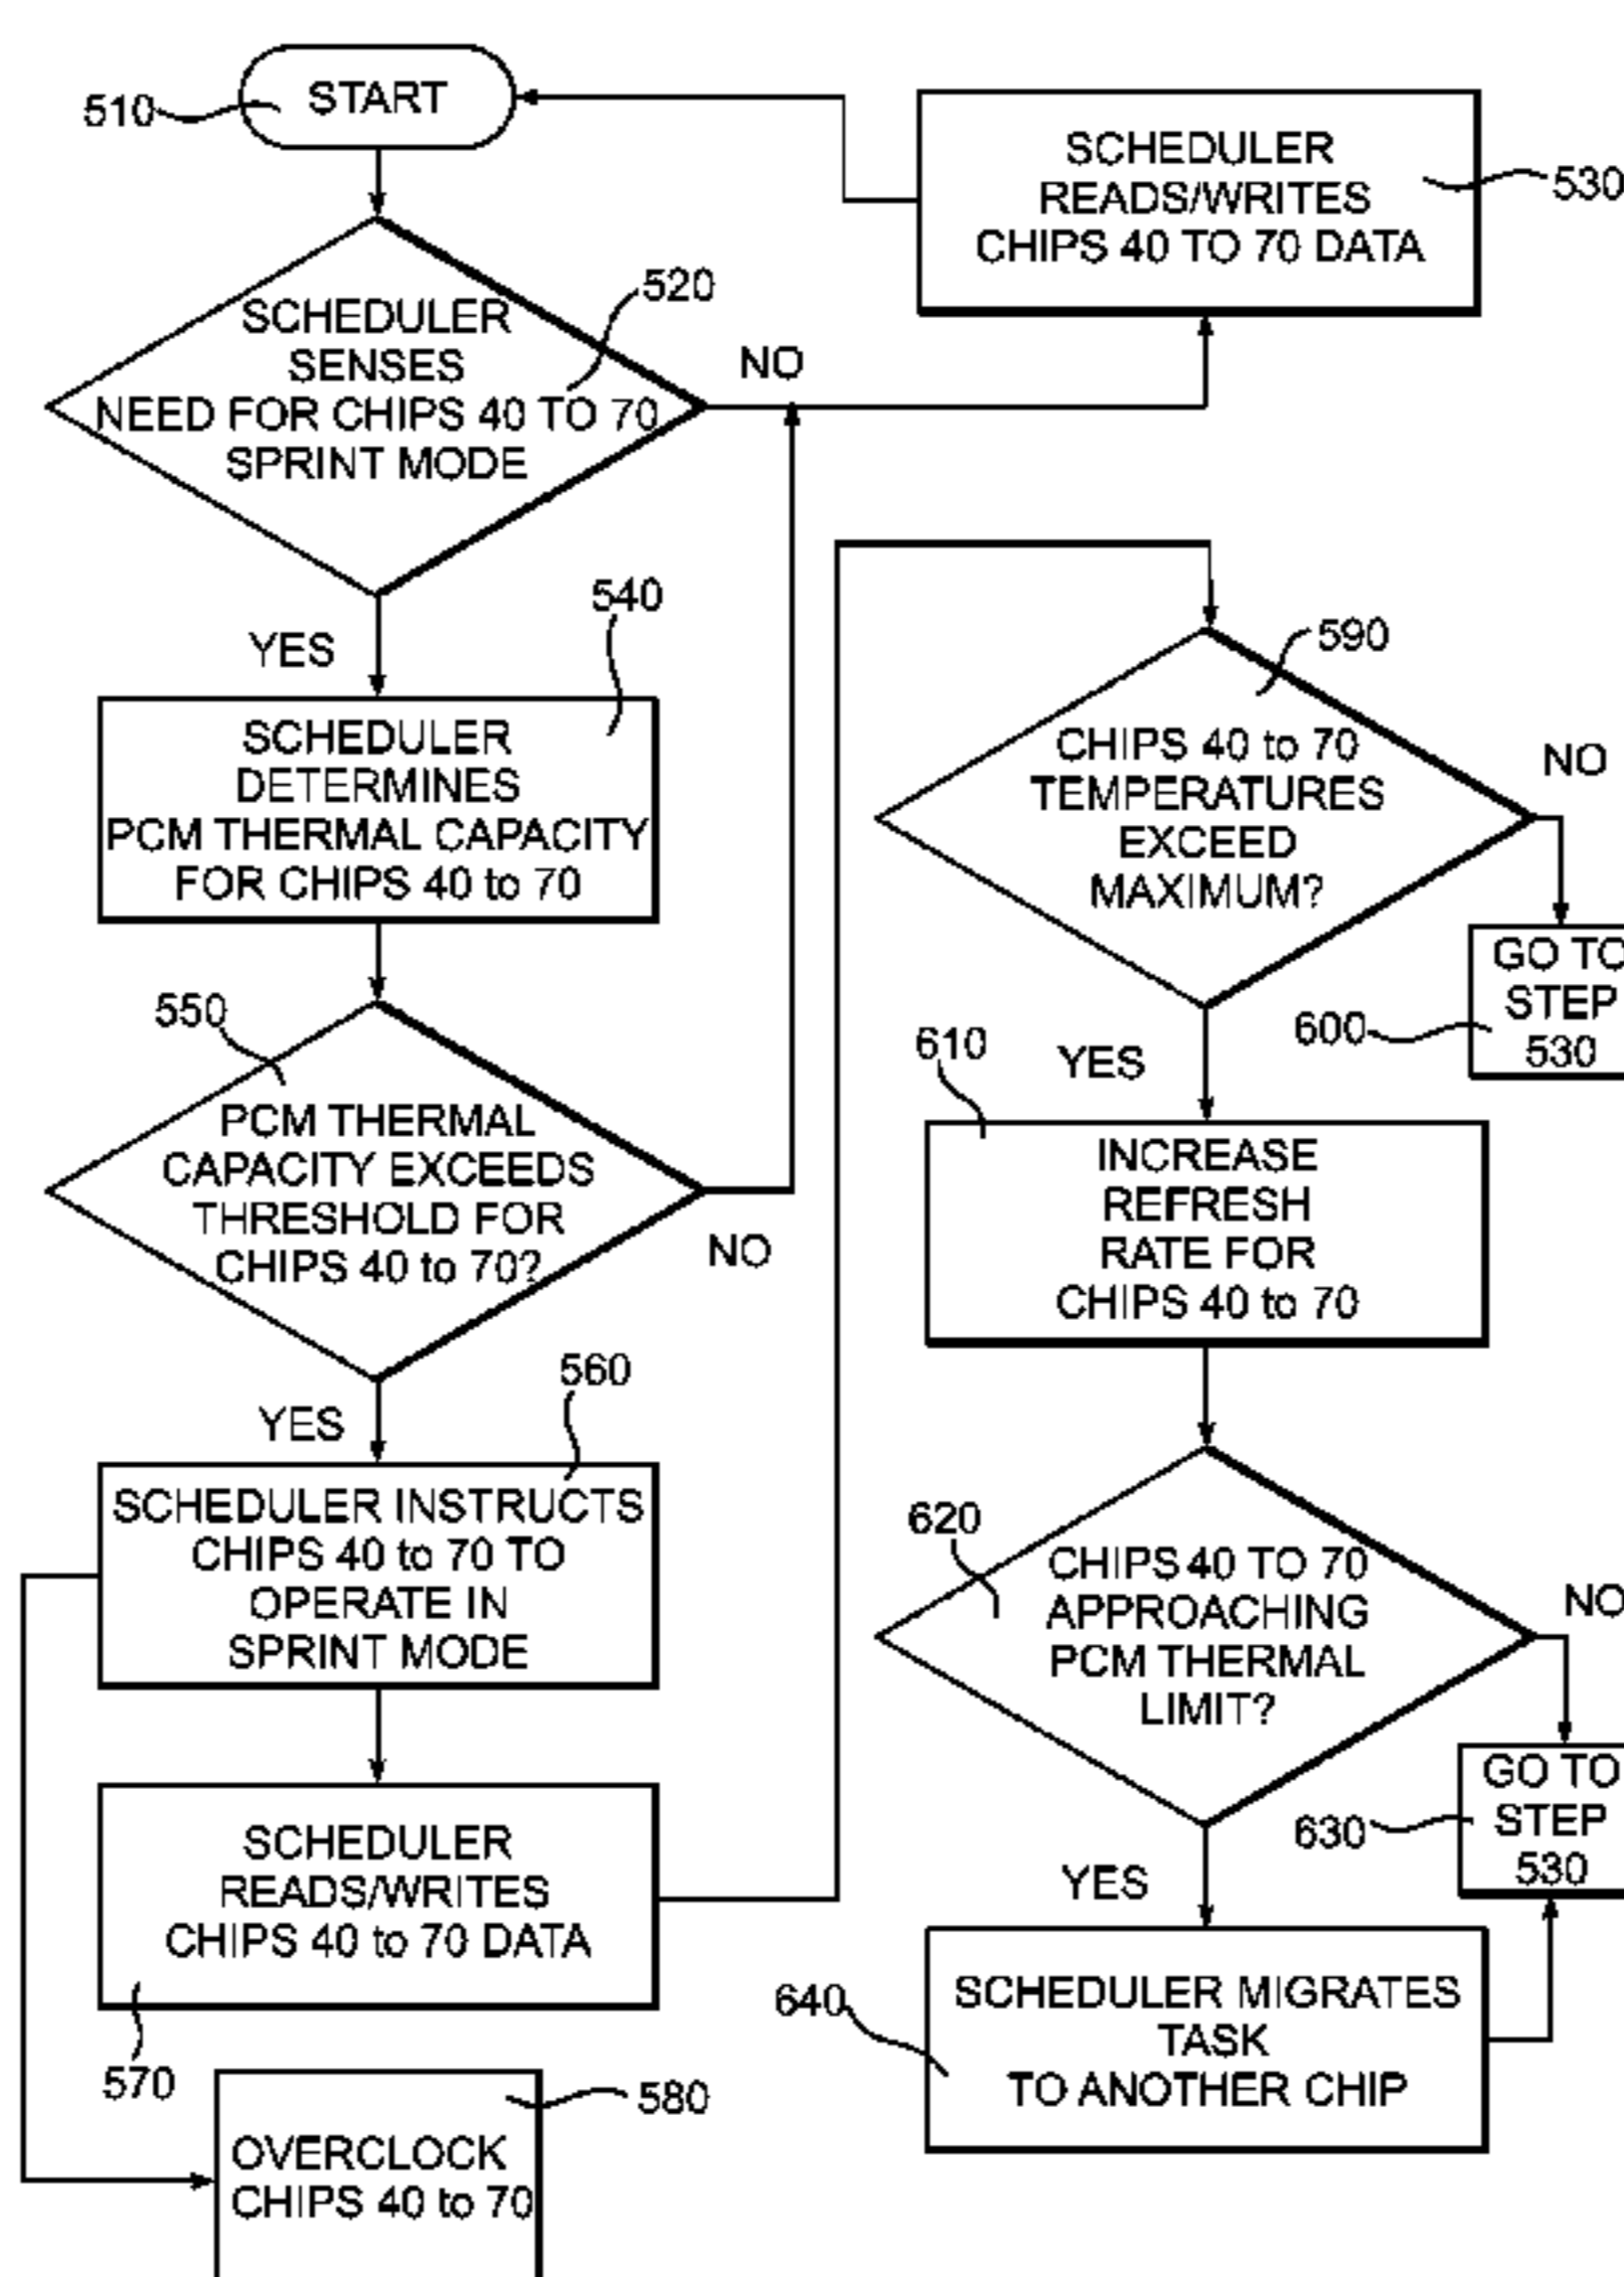 510
START
SCHEDULER
READS/WRITES
CHIPS 40 TO 70 DATA
530
520
SCHEDULER
SENSES
NEED FOR CHIPS 40 TO 70
SPRINT MODE
NO
YES
540
SCHEDULER
DETERMINES
PCM THERMAL CAPACITY
FOR CHIPS 40 to 70
550
PCM THERMAL
CAPACITY EXCEEDS
THRESHOLD FOR
CHIPS 40 to 70?
NO
YES
560
SCHEDULER INSTRUCTS
CHIPS 40 to 70 TO
OPERATE IN
SPRINT MODE
SCHEDULER
READS/WRITES
CHIPS 40 to 70 DATA
570
580
OVERCLOCK
CHIPS 40 to 70
590
CHIPS 40 to 70
TEMPERATURES
EXCEED
MAXIMUM?
NO
GO TO
STEP
530
600
YES
610
INCREASE
REFRESH
RATE FOR
CHIPS 40 to 70
620
CHIPS 40 TO 70
APPROACHING
PCM THERMAL
LIMIT?
NO
GO TO
STEP
530
630
YES
640
SCHEDULER MIGRATES
TASK
TO ANOTHER CHIP